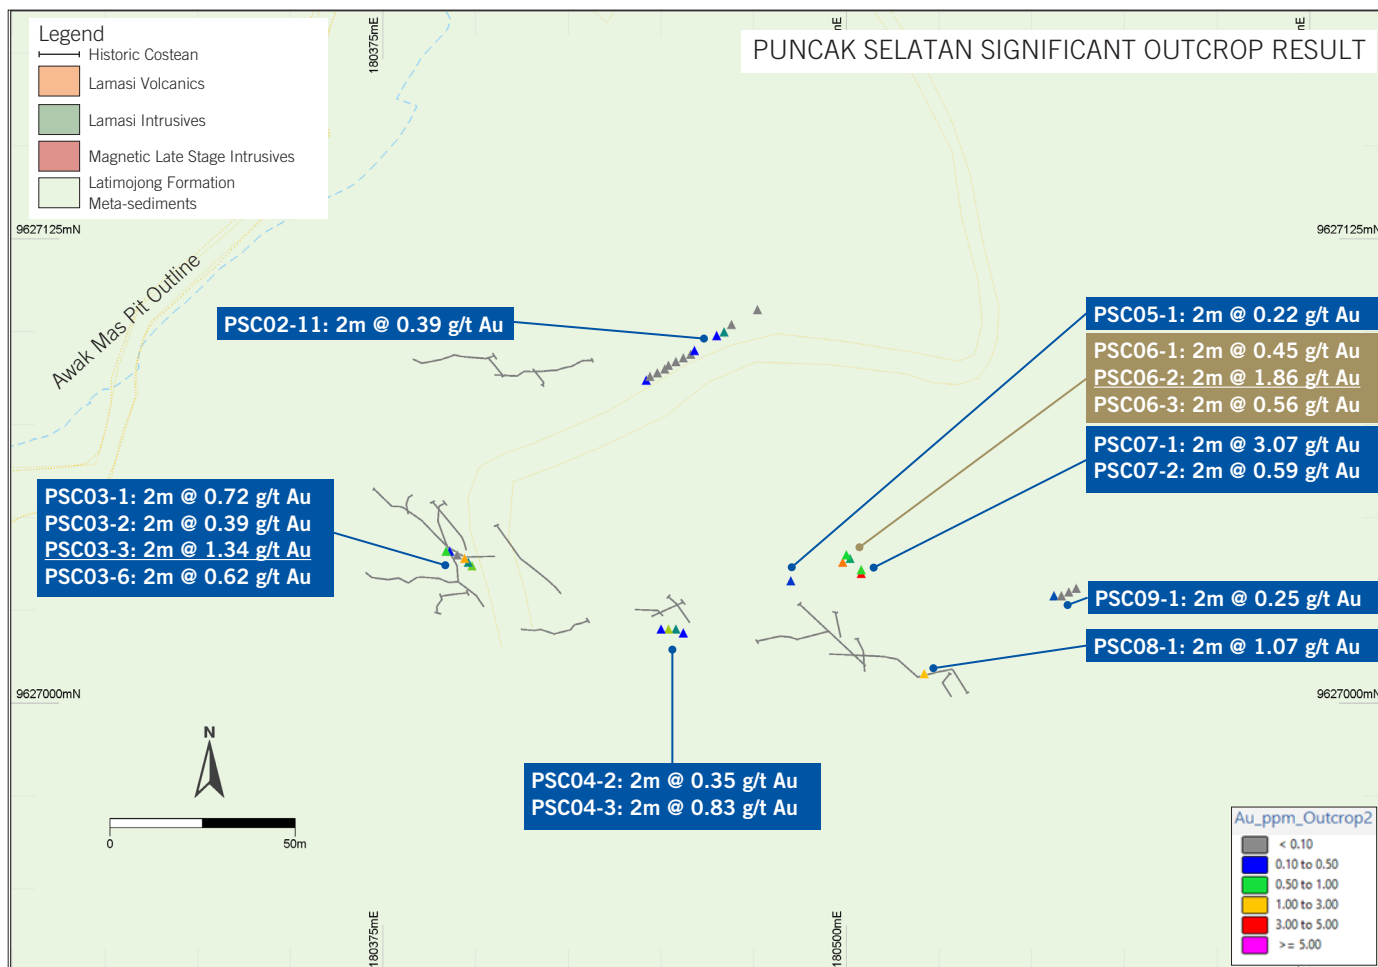 Legend
Historic Costean
Lamasi Volcanics
Lamasi Intrusives
Magnetic Late Stage Intrusives
Latimojong Formation
Meta-sediments
180375mE
mE
mE
PUNCAK SELATAN SIGNIFICANT OUTCROP RESULT
9627125mN
9627125mN
Awak Mas Pit Outline
PSC02-11: 2m @ 0.39 g/t Au
PSC05-1: 2m @ 0.22 g/t Au
PSC06-1: 2m @ 0.45 g/t Au
PSC06-2: 2m @ 1.86 g/t Au
PSC06-3: 2m @ 0.56 g/t Au
PSC07-1: 2m @ 3.07 g/t Au
PSC07-2: 2m @ 0.59 g/t Au
PSC03-1: 2m @ 0.72 g/t Au
PSC03-2: 2m @ 0.39 g/t Au
PSC03-3: 2m @ 1.34 g/t Au
PSC03-6: 2m @ 0.62 g/t Au
PSC09-1: 2m @ 0.25 g/t Au
PSC08-1: 2m @ 1.07 g/t Au
9627000mN
9627000mN
N
0
50m
PSC04-2: 2m @ 0.35 g/t Au
PSC04-3: 2m @ 0.83 g/t Au
Au_ppm_Outcrop2
< 0.10
0.10 to 0.50
0.50 to 1.00
1.00 to 3.00
3.00 to 5.00
>= 5.00
180375mE
180500mE